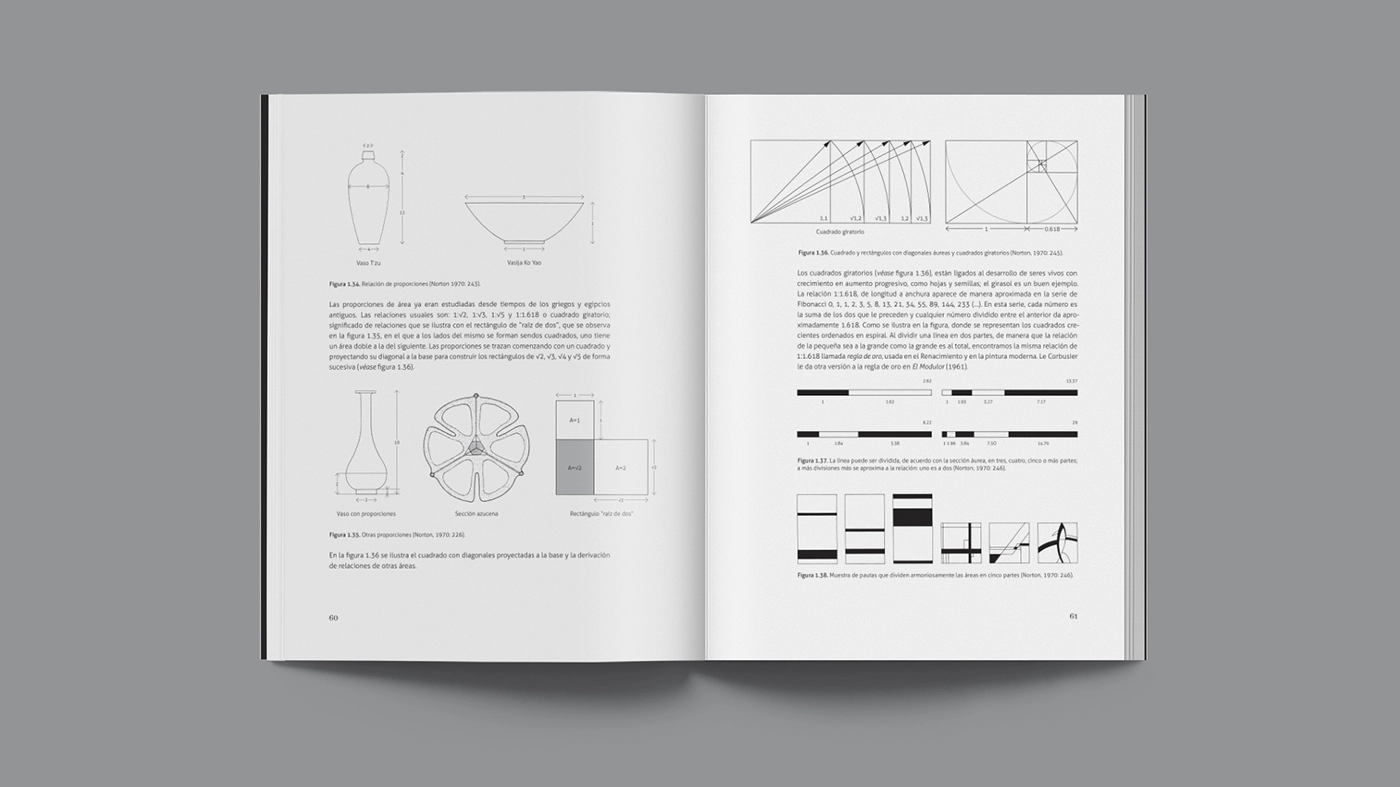 2
6
12
4
Vaso T'zu
3
1
Vasija Ko Yao
Figura 1.34. Relación de proporciones (Norton 1970: 243).
Las proporciones de área ya eran estudiadas desde tiempos de los griegos y egipcios
antiguos. Las relaciones usuales son: 1:√2, 1:√3, 1:√5 y 1:1.618 o cuadrado giratorio;
significado de relaciones que se ilustra con el rectángulo de "raíz de dos", que se observa
en la figura 1.35, en el que a los lados del mismo se forman sendos cuadrados, uno tiene
un área doble a la del siguiente. Las proporciones se trazan comenzando con un cuadrado y
proyectando su diagonal a la base para construir los rectángulos de √2, √3, √4 y √5 de forma
sucesiva (véase figura 1.36).
10
3
Vaso con proporciones
Sección azucena
1
A=1
A=√2
A=2
√2
√2
Rectángulo "raíz de dos"
Figura 1.35. Otras proporciones (Norton, 1970: 226).
En la figura 1.36 se ilustra el cuadrado con diagonales proyectadas a la base y la derivación
de relaciones de otras áreas.
60
1,1 √1,2 √1,3 1,2 √1,3
Cuadrado giratorio
1 0.618
Figura 1.36. Cuadrado y rectángulos con diagonales áureas y cuadrados giratorios (Norton, 1970: 245).
Los cuadrados giratorios (véase figura 1.36), están ligados al desarrollo de seres vivos con
crecimiento en aumento progresivo, como hojas y semillas; el girasol es un buen ejemplo.
La relación 1:1.618, de longitud a anchura aparece de manera aproximada en la serie de
Fibonacci 0, 1, 1, 2, 3, 5, 8, 13, 21, 34, 55, 89, 144, 233 (...). En esta serie, cada número es
la suma de los dos que le preceden y cualquier número dividido entre el anterior da apro-
ximadamente 1.618. Como se ilustra en la figura, donde se representan los cuadrados cre-
cientes ordenados en espiral. Al dividir una línea en dos partes, de manera que la relación
de la pequeña sea a la grande como la grande es al total, encontramos la misma relación de
1:1.618 llamada regla de oro, usada en el Renacimiento y en la pintura moderna. Le Corbusier
le da otra versión a la regla de oro en El Modulor (1961).
2.62 13.27
1 1.62 1 1.93 3.27 7.17
8.22 29
1 1.84 5.38 1 1.96 3.84 7.50 14.70
Figura 1.37. La línea puede ser dividida, de acuerdo con la sección áurea, en tres, cuatro, cinco o más partes;
a más divisiones más se aproxima a la relación: uno es a dos (Norton, 1970: 246).
Figura 1.38. Muestra de pautas que dividen armoniosamente las áreas en cinco partes (Norton, 1970: 246).
61